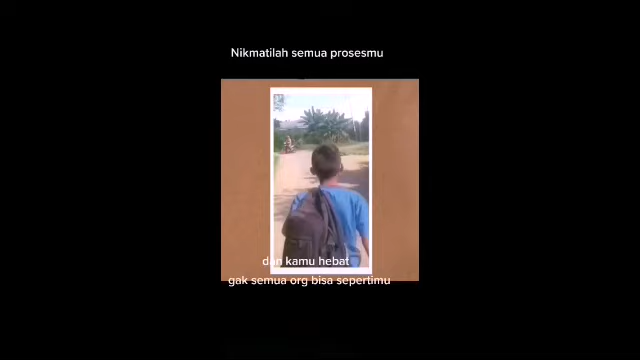 Nikmatilah semua prosesmu
dan kamu hebat
gak semua org bisa sepertimu